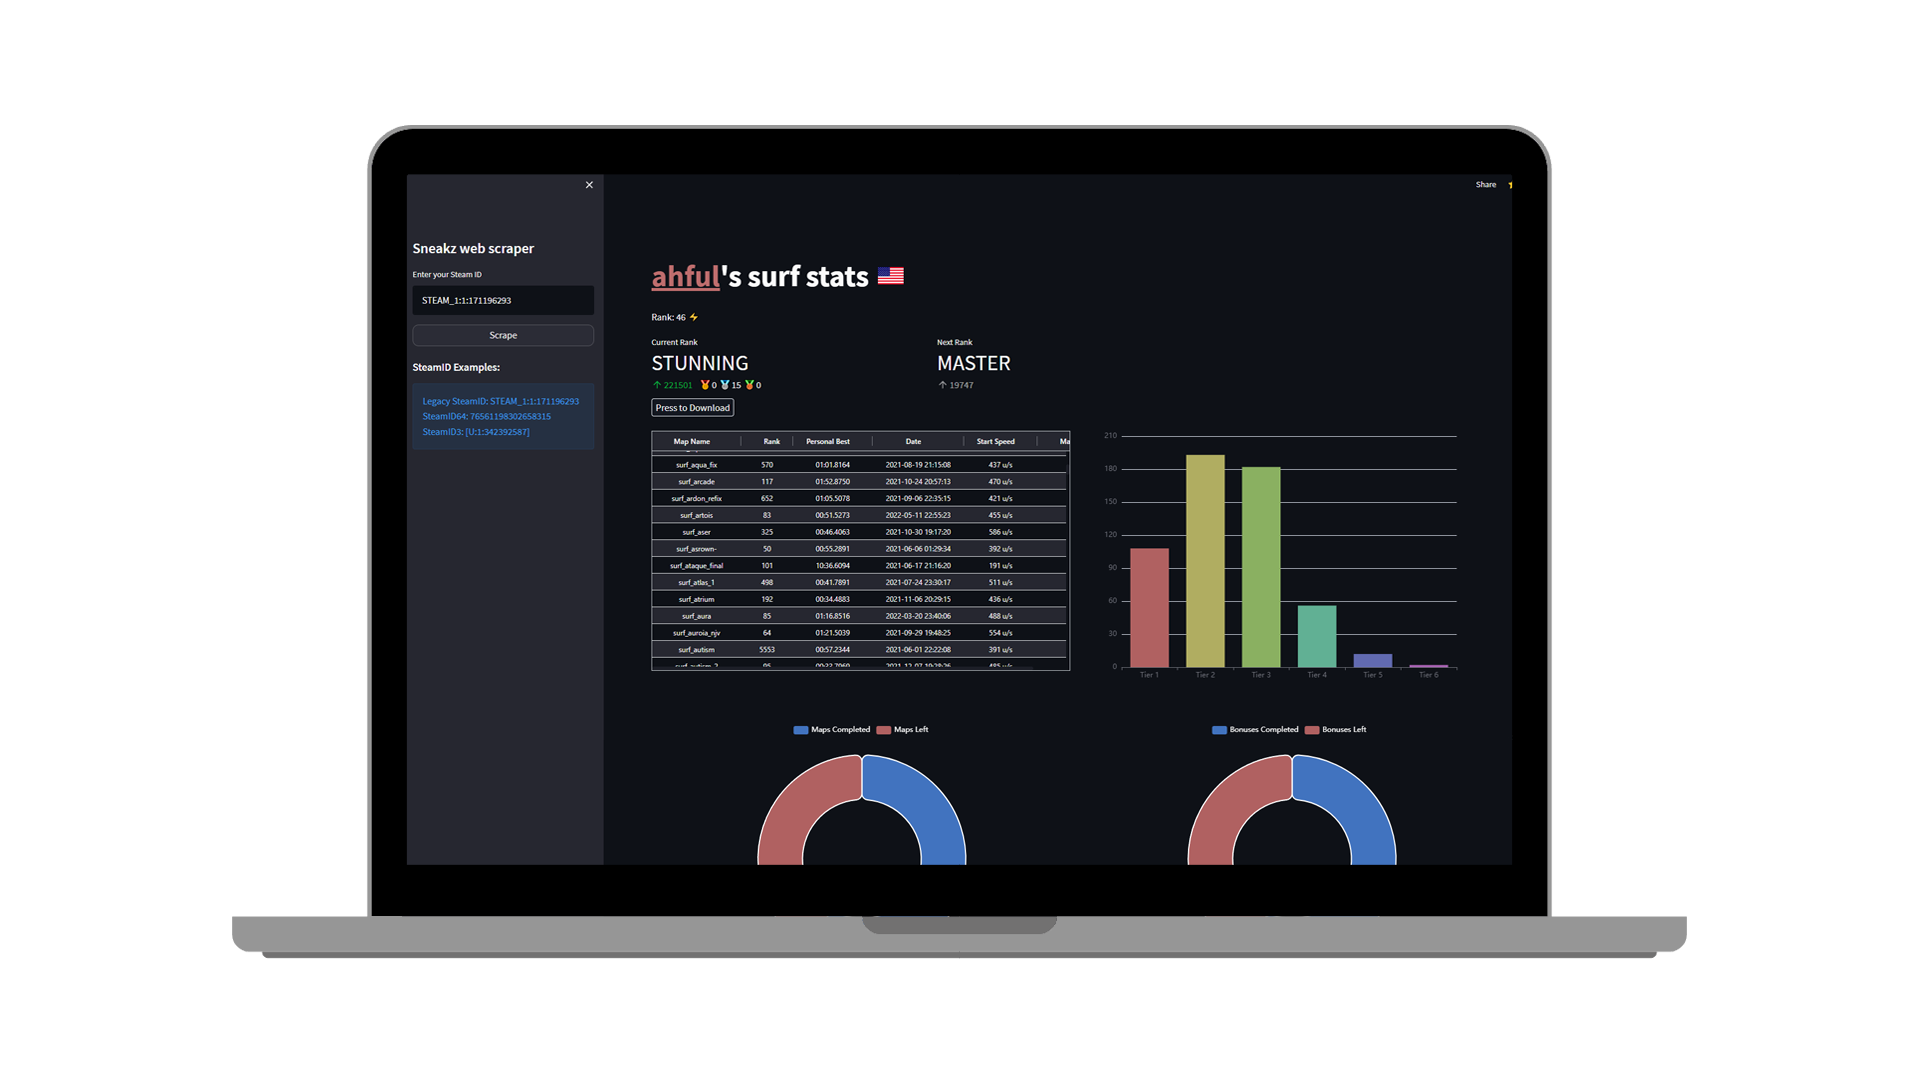 Share
Sneakz web scraper
Enter your Steam ID
STEAM_1:1:171196293
Scrape
SteamID Examples:
Legacy SteamID: STEAM_1:1:171196293
SteamID64: 76561198302658315
SteamID3: [U:1:342392587]
ahful's surf stats
Rank: 46
Current Rank
STUNNING
221501 0 15 0
Next Rank
MASTER
19747
Press to Download
Map Name Rank Personal Best Date Start Speed Ma
surf_aqua_fix 570 01:01.8164 2021-08-19 21:15:08 437 u/s
surf_arcade 117 01:52.8750 2021-10-24 20:57:13 470 u/s
surf_ardon_refix 652 01:05.5078 2021-09-06 22:35:15 421 u/s
surf_artois 83 00:51.5273 2022-05-11 22:55:23 455 u/s
surf_aser 325 00:46.4063 2021-10-30 19:17:20 586 u/s
surf_asrown- 50 00:55.2891 2021-06-06 01:29:34 392 u/s
surf_ataque_final 101 10:36.6094 2021-06-17 21:16:20 191 u/s
surf_atlas_1 498 00:41.7891 2021-07-24 23:30:17 511 u/s
surf_atrium 192 00:34.4883 2021-11-06 20:29:15 436 u/s
surf_aura 85 01:16.8516 2022-03-20 23:40:06 488 u/s
surf_auroia_njv 64 01:21.5039 2021-09-29 19:48:25 554 u/s
surf_autism 5553 00:57.2344 2021-06-01 22:22:08 391 u/s
210
180
150
120
90
60
30
0
Tier 1 Tier 2 Tier 3 Tier 4 Tier 5 Tier 6
Maps Completed Maps Left
Bonuses Completed Bonuses Left